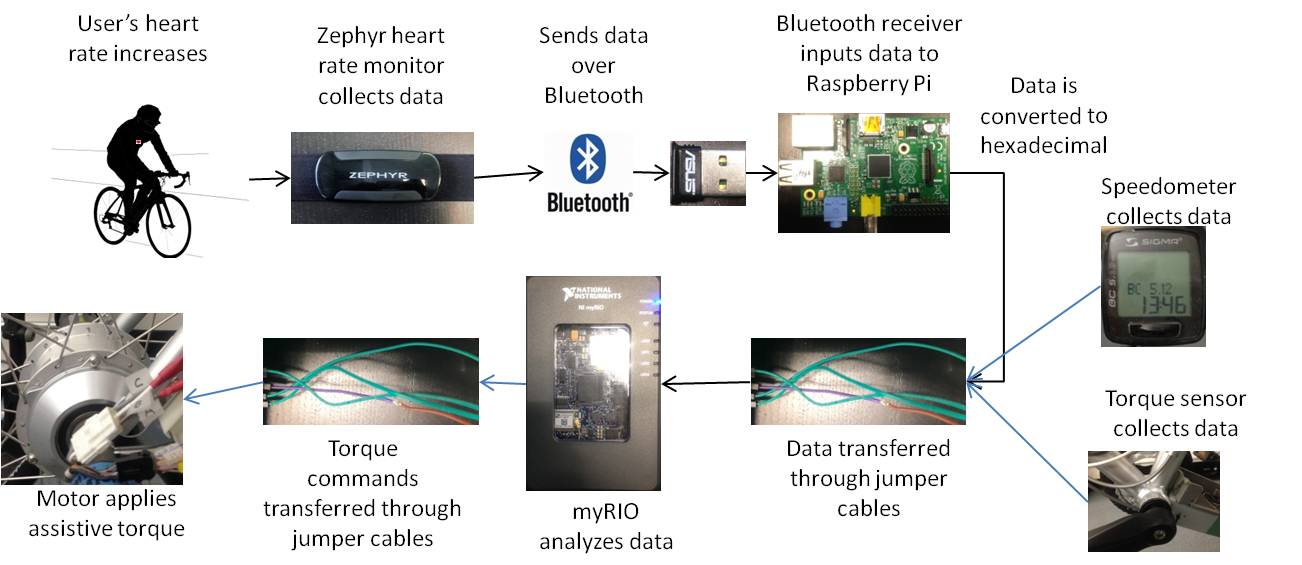 User's heart
rate increases
Zephyr heart
rate monitor
collects data
ZEPHYR
Sends data
over
Bluetooth
Bluetooth®
ASUS
Bluetooth receiver
inputs data to
Raspberry Pi
Data is
converted to
hexadecimal
Speedometer
collects data
SIGMA
BC 5.12
BC 5.12
13:46
Torque sensor
collects data
Data transferred
through jumper
cables
NATIONAL
INSTRUMENTS
NI myRIO
myRIO
analyzes data
Torque
commands
transferred through
jumper cables
Motor applies
assistive torque